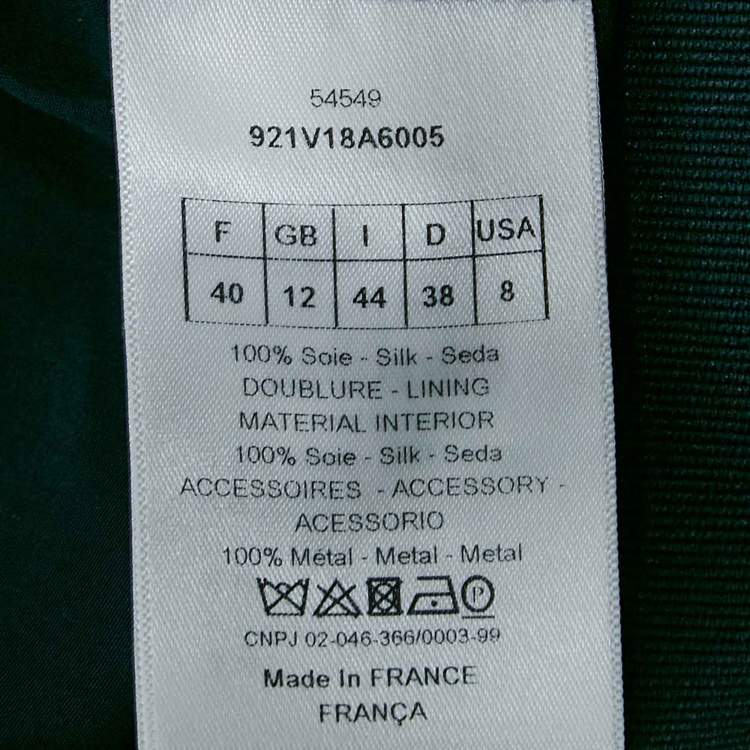 54549
921V18A6005
F GB I D USA
40 12 44 38 8
100% Soie - Silk - Seda
DOUBLURE - LINING
MATERIAL INTERIOR
100% Soie - Silk - Seda
ACCESSOIRES - ACCESSORY -
ACESSORIO
100% Métal - Metal - Metal
P
CNPJ 02-046-366/0003-99
Made In FRANCE
FRANÇA